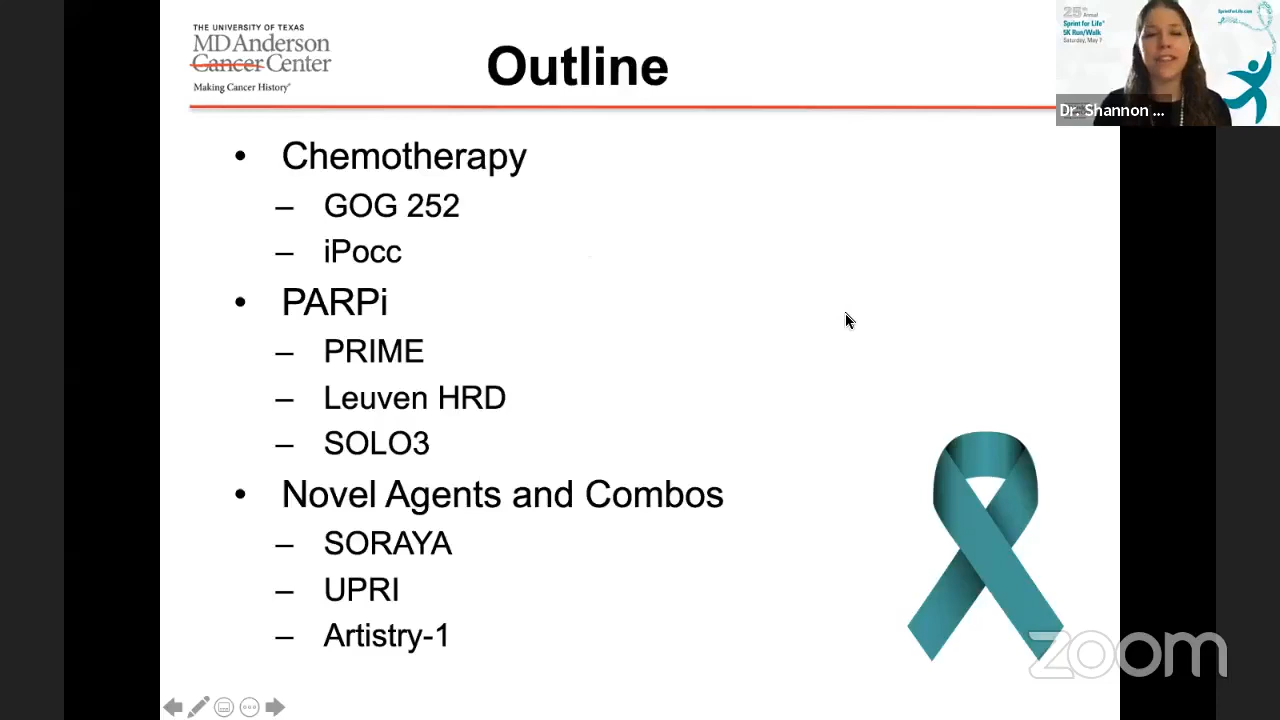 THE UNIVERSITY OF TEXAS
MD Anderson
Cancer Center
Making Cancer History®
Outline
• Chemotherapy
– GOG 252
– iPocc
• PARPi
– PRIME
– Leuven HRD
– SOLO3
• Novel Agents and Combos
– SORAYA
– UPRI
– Artistry-1
25th Annual
Sprint for Life®
5K Run/Walk
Saturday, May 7
SprintForLife.com
Dr. Shannon ...
zoom